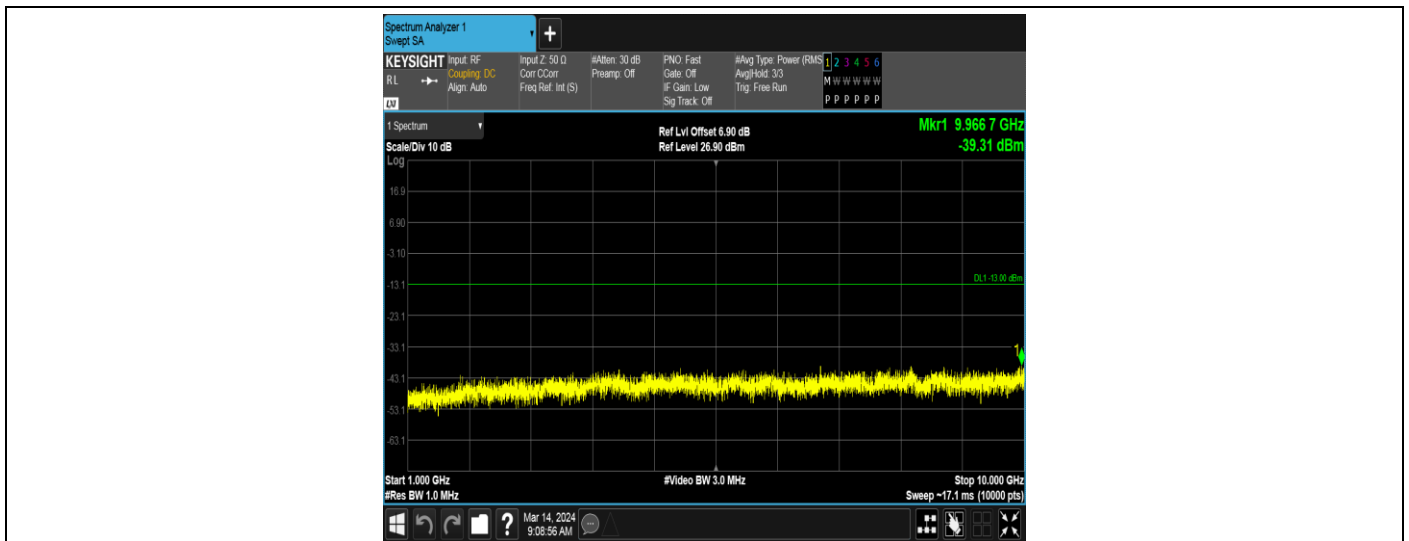 Spectrum Analyzer 1
Swept SA
+
KEYSIGHT
RL
LXI
Input: RF
Coupling: DC
Align: Auto
Input Z: 50 Ω
Corr CCorr
Freq Ref: Int (S)
#Atten: 30 dB
Preamp: Off
PNO: Fast
Gate: Off
IF Gain: Low
Sig Track: Off
#Avg Type: Power (RMS
Avg|Hold: 3/3
Trig: Free Run
1 2 3 4 5 6
M W W W W W
P P P P P P
1 Spectrum
Scale/Div 10 dB
Ref Lvl Offset 6.90 dB
Ref Level 26.90 dBm
Mkr1 9.966 7 GHz
-39.31 dBm
Log
16.9
6.90
-3.10
DL1 -13.00 dBm
-13.1
-23.1
-33.1
1
-43.1
-53.1
-63.1
Start 1.000 GHz
#Video BW 3.0 MHz
Stop 10.000 GHz
#Res BW 1.0 MHz
Sweep ~17.1 ms (10000 pts)
?
Mar 14, 2024
9:08:56 AM